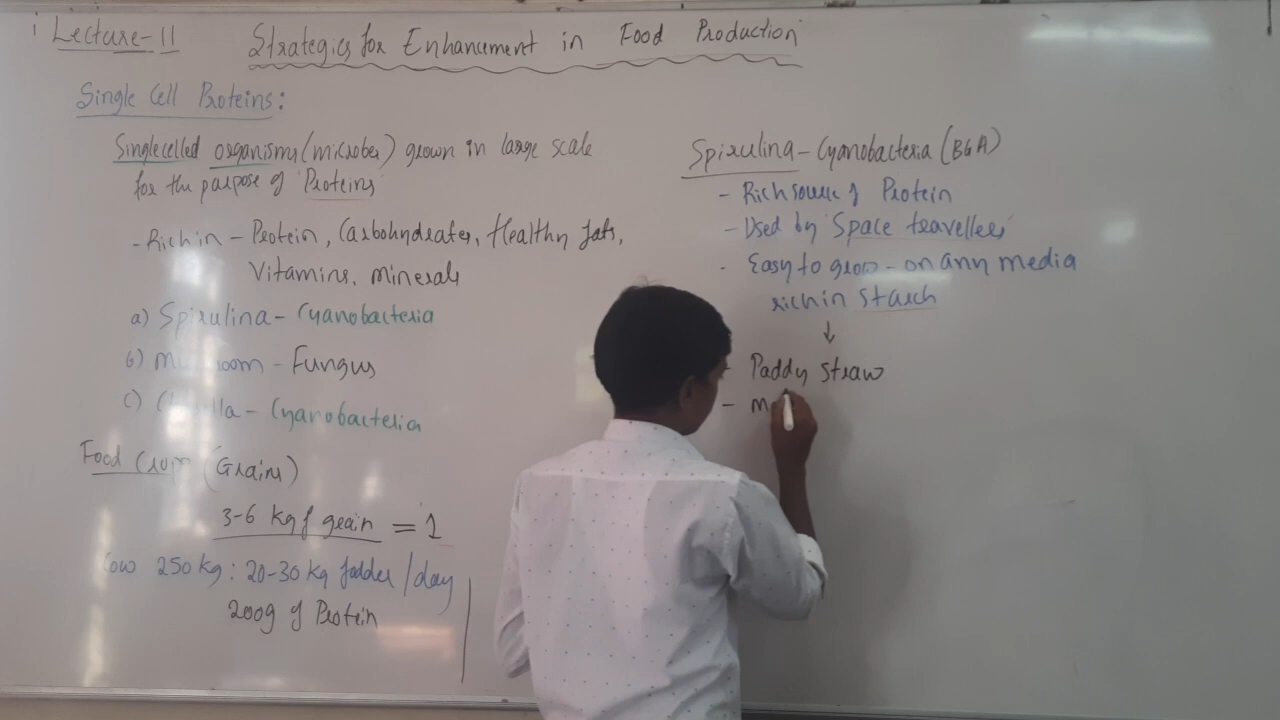 Lecture-11
Strategies for Enhancement in Food Production
Single Cell Proteins:
Singlecelled organisms (microbes) grown in large scale
for the purpose of 'Proteins'
- Rich in - Protein, Carbohydrates, Healthy fats,
Vitamins, minerals
a) Spirulina - Cyanobacteria
b) - Fungus
c) - Cyanobacteria
Food (Grains)
3-6 kg of grain = 1
Cow 250 kg: 20-30 kg fodder/day
200g of Protein
Spirulina - Cyanobacteria (BGA)
- Rich source of Protein
- Used by 'Space travellers'
- Easy to grow - on any media
rich in starch
↓
- Paddy straw
- m